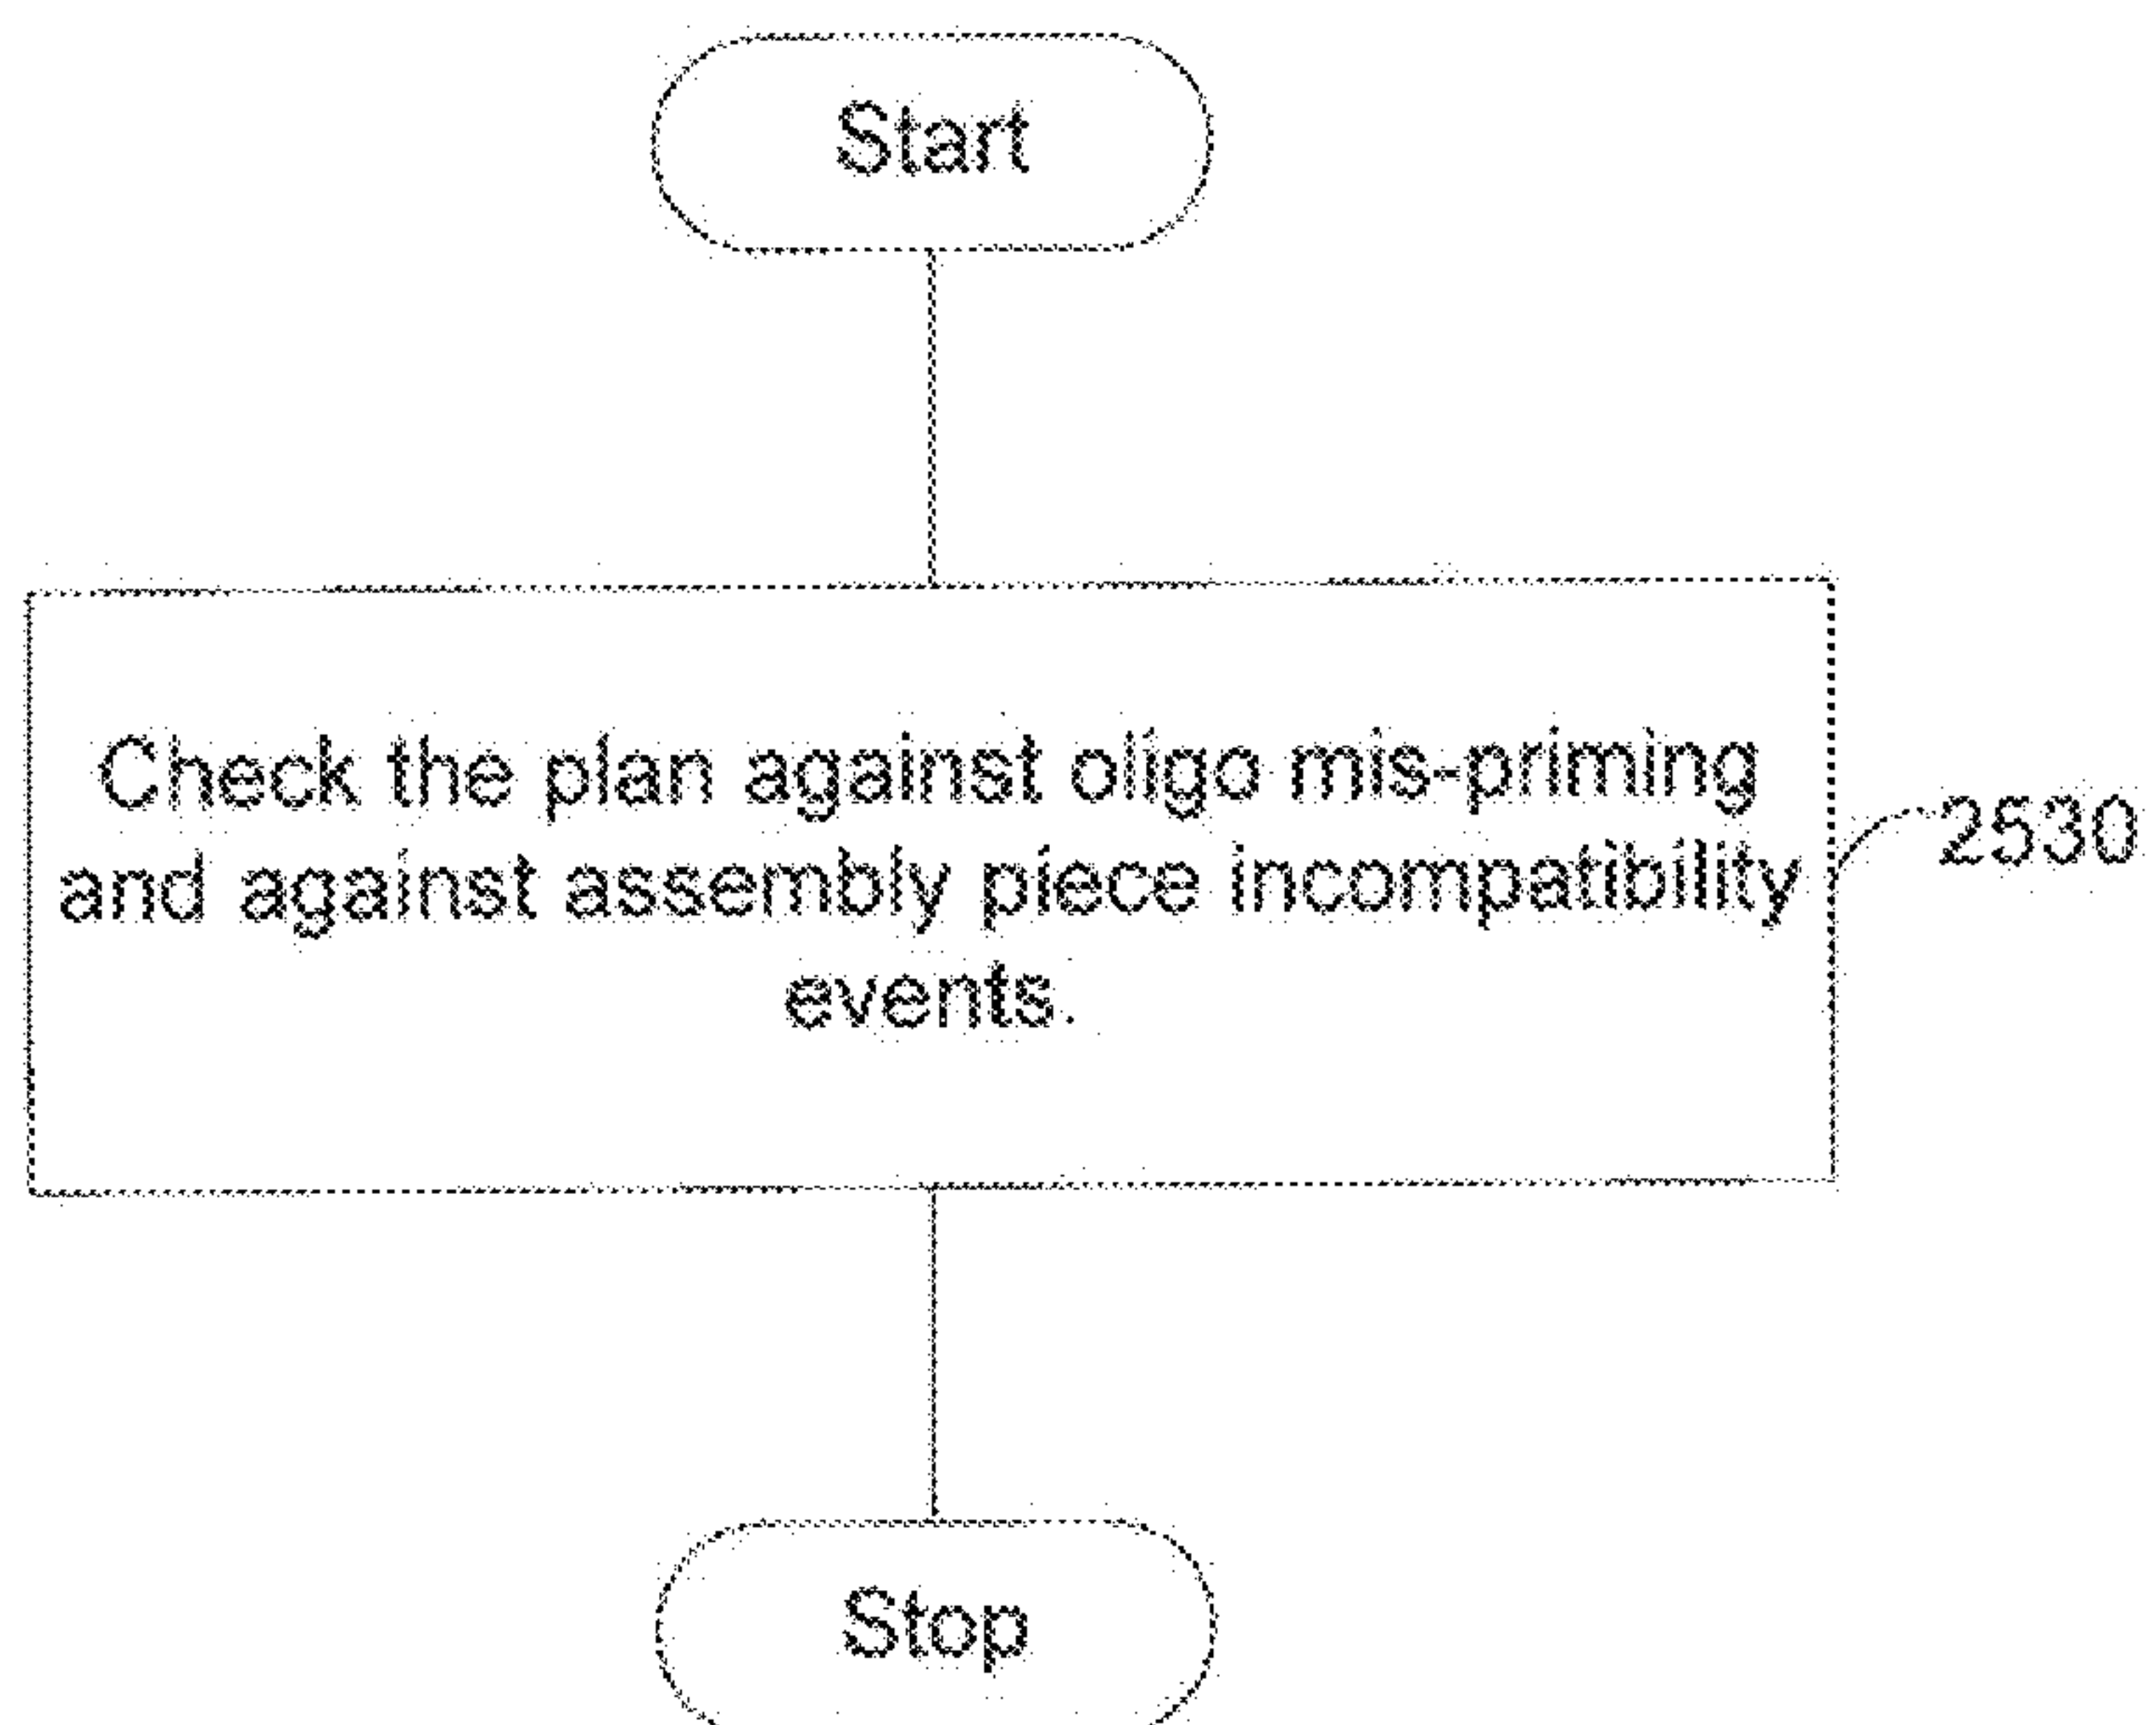 Start
Check the plan against oligo mis-priming
and against assembly piece incompatibility
events.
2530
Stop